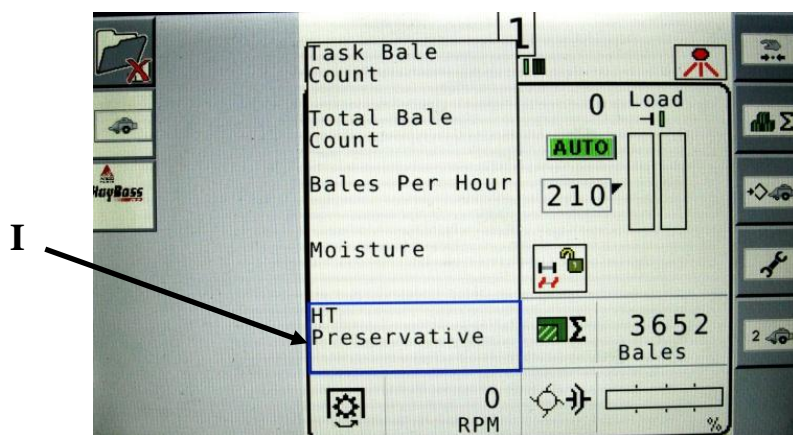 1
Task Bale
Count
0 Load
Total Bale
Count
AUTO
Σ
HayBoss
Bales Per Hour
210
I
Moisture
HT
Preservative
Σ 3652
Bales
2
0
RPM
%